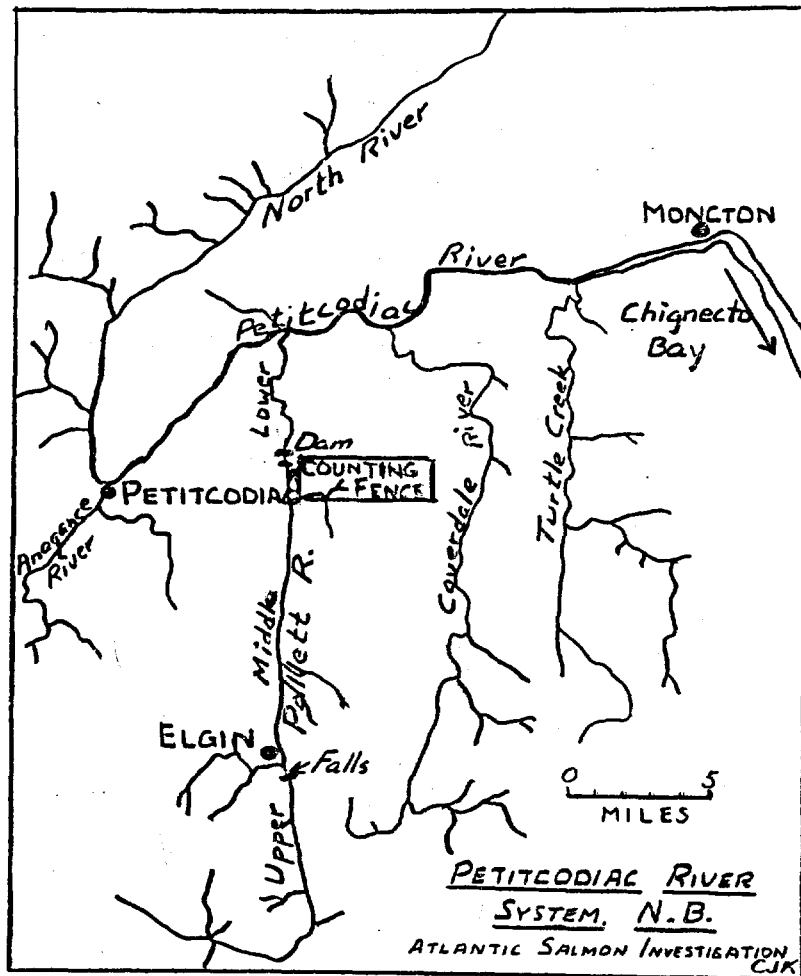 North River
MONCTON
Petitcodiac River
Chignecto
Bay
Lower
Dam
COUNTING
FENCE
PETITCODIAC
Anagance
River
Coverdale River
Turtle Creek
Middle
Pollett R.
ELGIN
Falls
Upper
0 5
MILES
PETITCODIAC RIVER
SYSTEM, N.B.
ATLANTIC SALMON INVESTIGATION
CJK